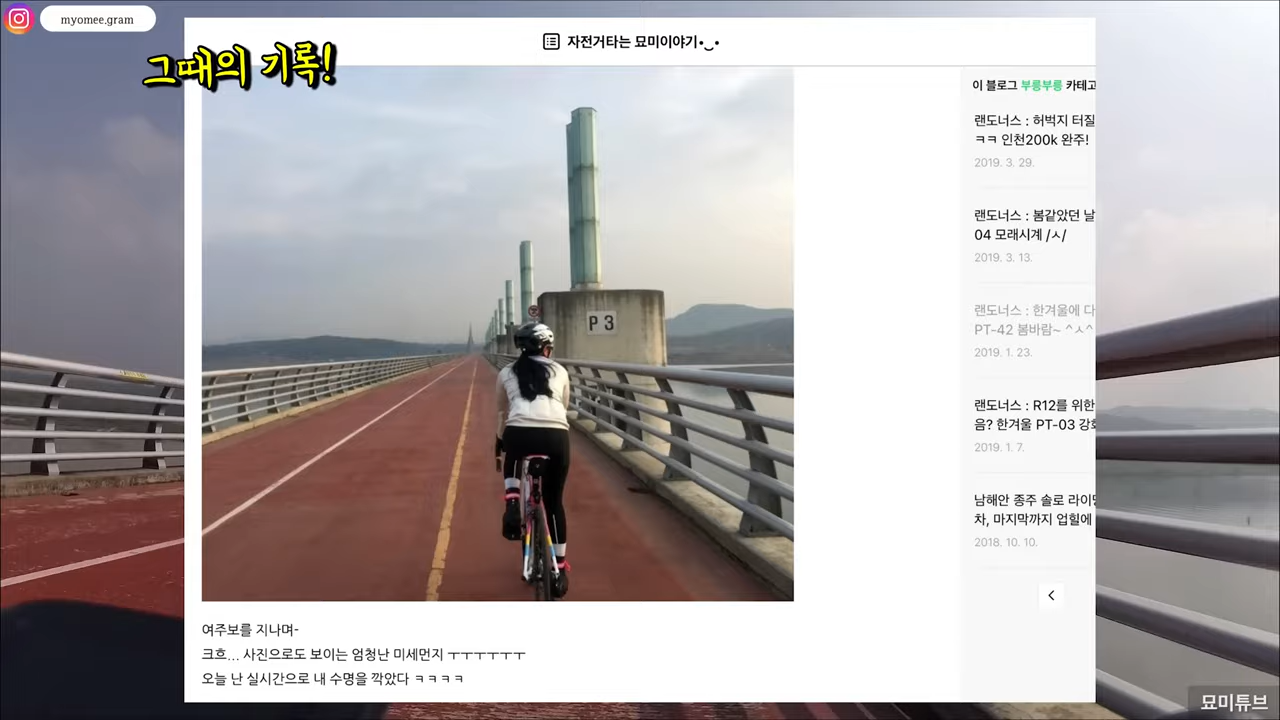 myomee.gram
그때의 기록!
자전거타는 묘미이야기•‿•
P 3
여주보를 지나며-
크흐... 사진으로도 보이는 엄청난 미세먼지 ㅜㅜㅜㅜㅜㅜ
오늘 난 실시간으로 내 수명을 깍았다 ㅋㅋㅋㅋ
이 블로그 부릉부릉 카테고
랜도너스 : 허벅지 터질
ㅋㅋ 인천200k 완주!
2019. 3. 29.
랜도너스 : 봄같았던 날
04 모래시계 /ㅅ/
2019. 3. 13.
랜도너스 : 한겨울에 다
PT-42 봄바람~ ^ㅅ^
2019. 1. 23.
랜도너스 : R12를 위한
음? 한겨울 PT-03 강화
2019. 1. 7.
남해안 종주 솔로 라이딩
차, 마지막까지 업힐에
2018. 10. 10.
묘미튜브